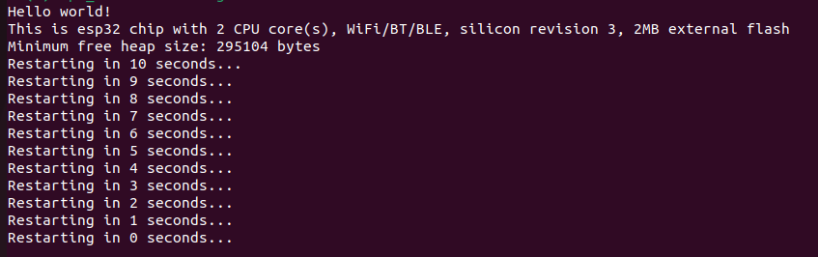 Hello world!
This is esp32 chip with 2 CPU core(s), WiFi/BT/BLE, silicon revision 3, 2MB external flash
Minimum free heap size: 295104 bytes
Restarting in 10 seconds...
Restarting in 9 seconds...
Restarting in 8 seconds...
Restarting in 7 seconds...
Restarting in 6 seconds...
Restarting in 5 seconds...
Restarting in 4 seconds...
Restarting in 3 seconds...
Restarting in 2 seconds...
Restarting in 1 seconds...
Restarting in 0 seconds...